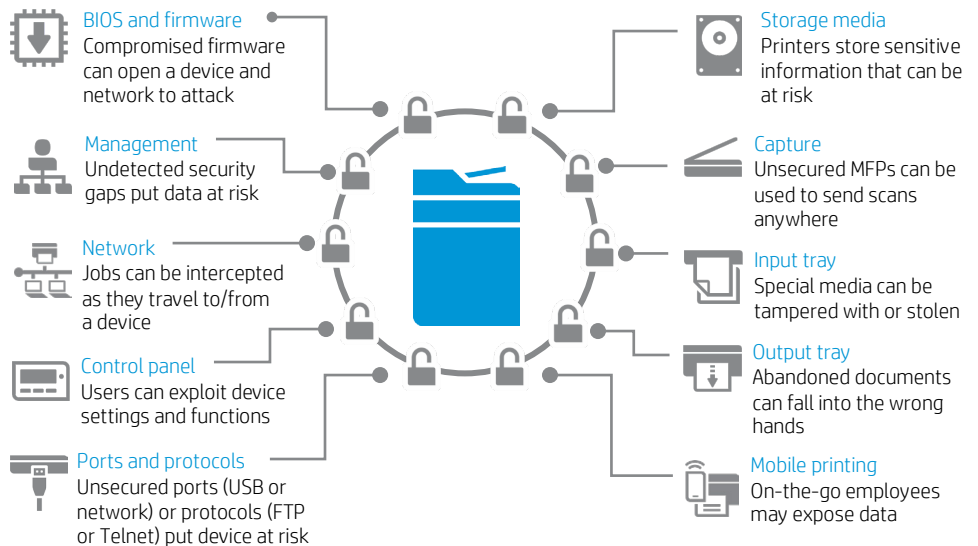 BIOS and firmware
Compromised firmware
can open a device and
network to attack
Management
Undetected security
gaps put data at risk
Network
Jobs can be intercepted
as they travel to/from
a device
Control panel
Users can exploit device
settings and functions
Ports and protocols
Unsecured ports (USB or
network) or protocols (FTP
or Telnet) put device at risk
Storage media
Printers store sensitive
information that can be
at risk
Capture
Unsecured MFPs can be
used to send scans
anywhere
Input tray
Special media can be
tampered with or stolen
Output tray
Abandoned documents
can fall into the wrong
hands
Mobile printing
On-the-go employees
may expose data